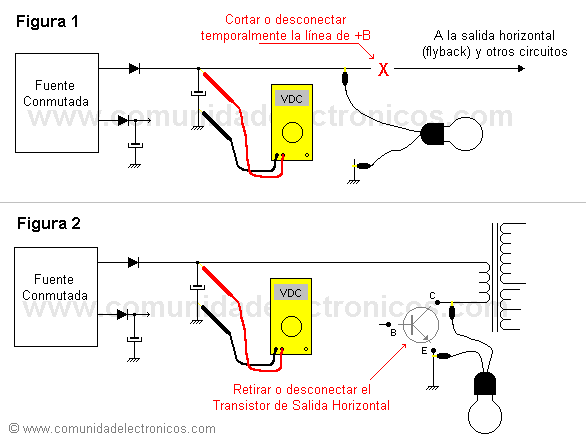 Figura 1
Cortar o desconectar
temporalmente la línea de +B
A la salida horizontal
(flyback) y otros circuitos
X
Fuente
Conmutada
VDC
www.comunidadelectronicos.com
Figura 2
Fuente
Conmutada
VDC
www.comunidadelectronicos.com
C
B
E
Retirar o desconectar el
Transistor de Salida Horizontal
© www.comunidadelectronicos.com